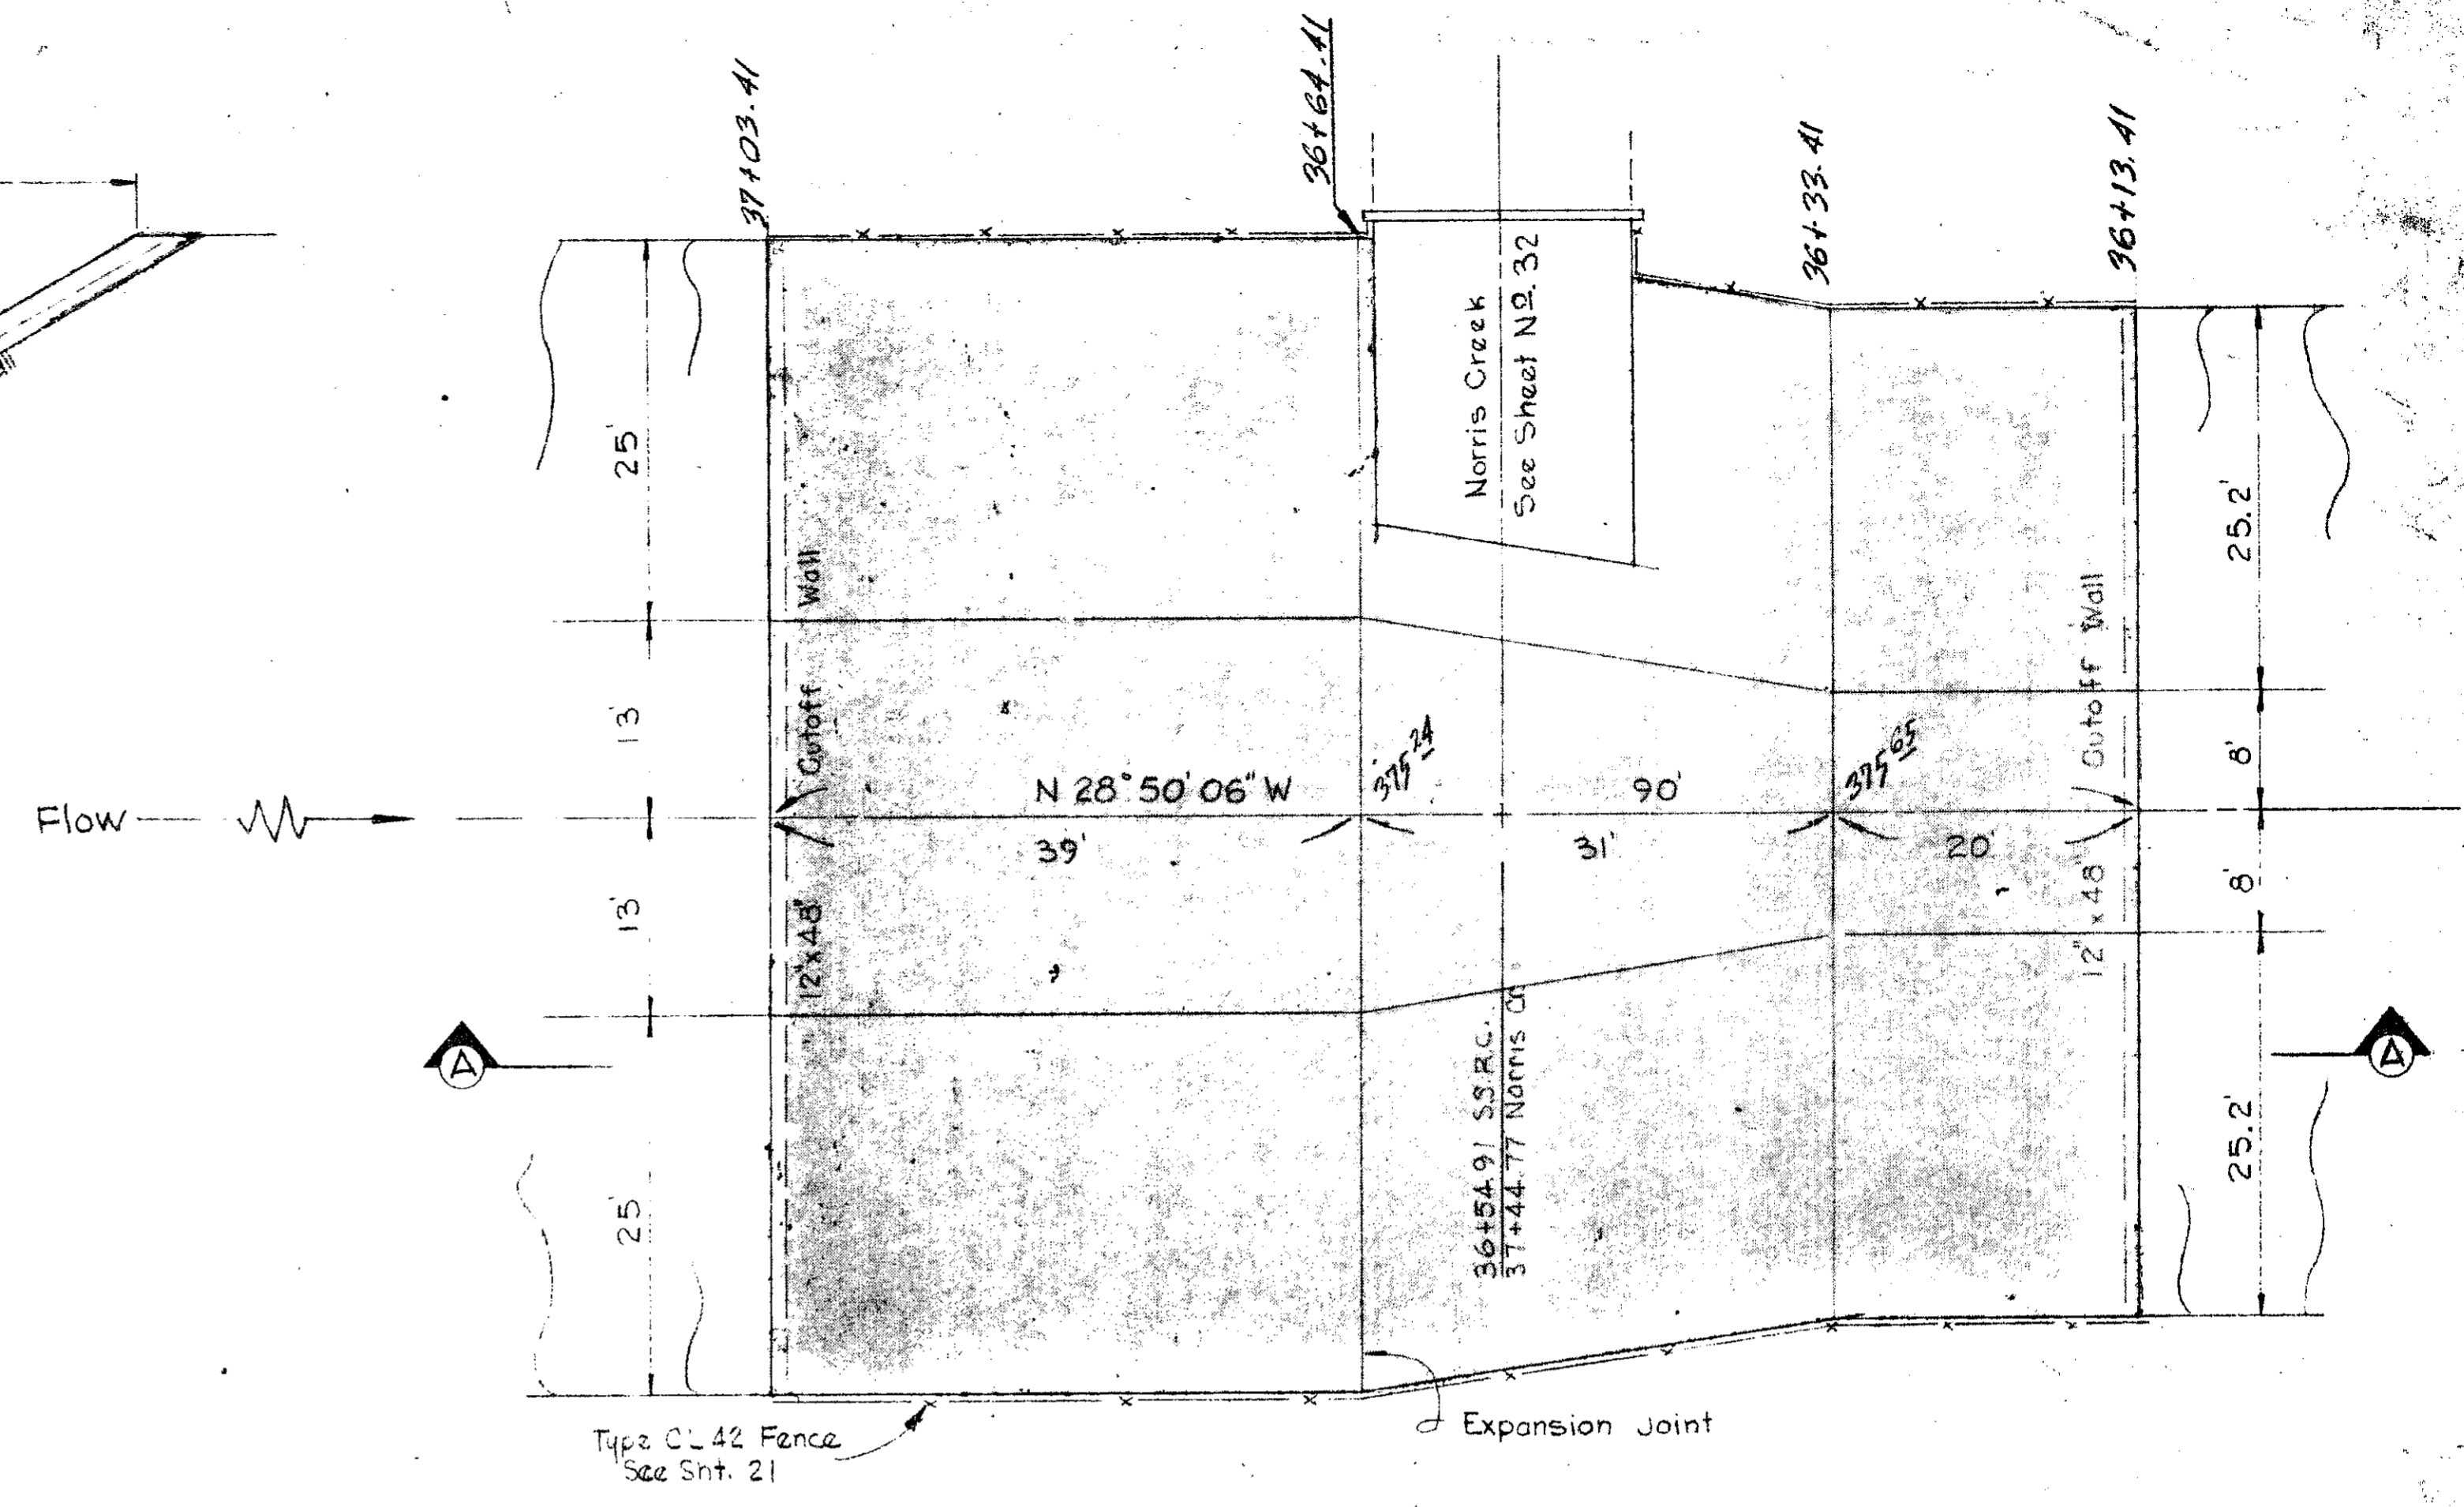 37+03.41
36+64.41
36+33.41
36+13.41
25'
13'
13'
25'
Flow
12"x48" Cutoff Wall
N 28°50'06" W
39'
375 24
90'
31'
375 65
20'
Norris Creek
See Sheet No. 32
36+54.91 S.S.R.C.
37+44.77 Norris Cr.
12" x 48" Cutoff Wall
25.2'
8'
8'
25.2'
A
A
Type CL 42 Fence
See Sht. 21
Expansion Joint